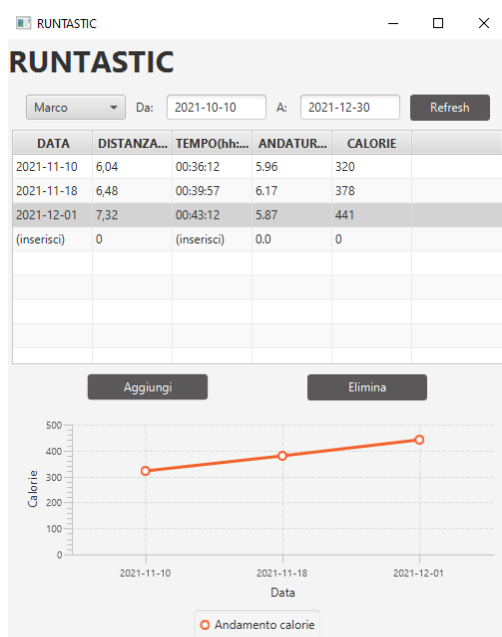 RUNTASTIC
RUNTASTIC
Marco Da: 2021-10-10 A: 2021-12-30 Refresh
DATA DISTANZA... TEMPO(hh:... ANDATUR... CALORIE
2021-11-10 6,04 00:36:12 5.96 320
2021-11-18 6,48 00:39:57 6.17 378
2021-12-01 7,32 00:43:12 5.87 441
(inserisci) 0 (inserisci) 0.0 0
Aggiungi Elimina
500
400
300
200
100
0
Calorie
2021-11-10 2021-11-18 2021-12-01
Data
Andamento calorie